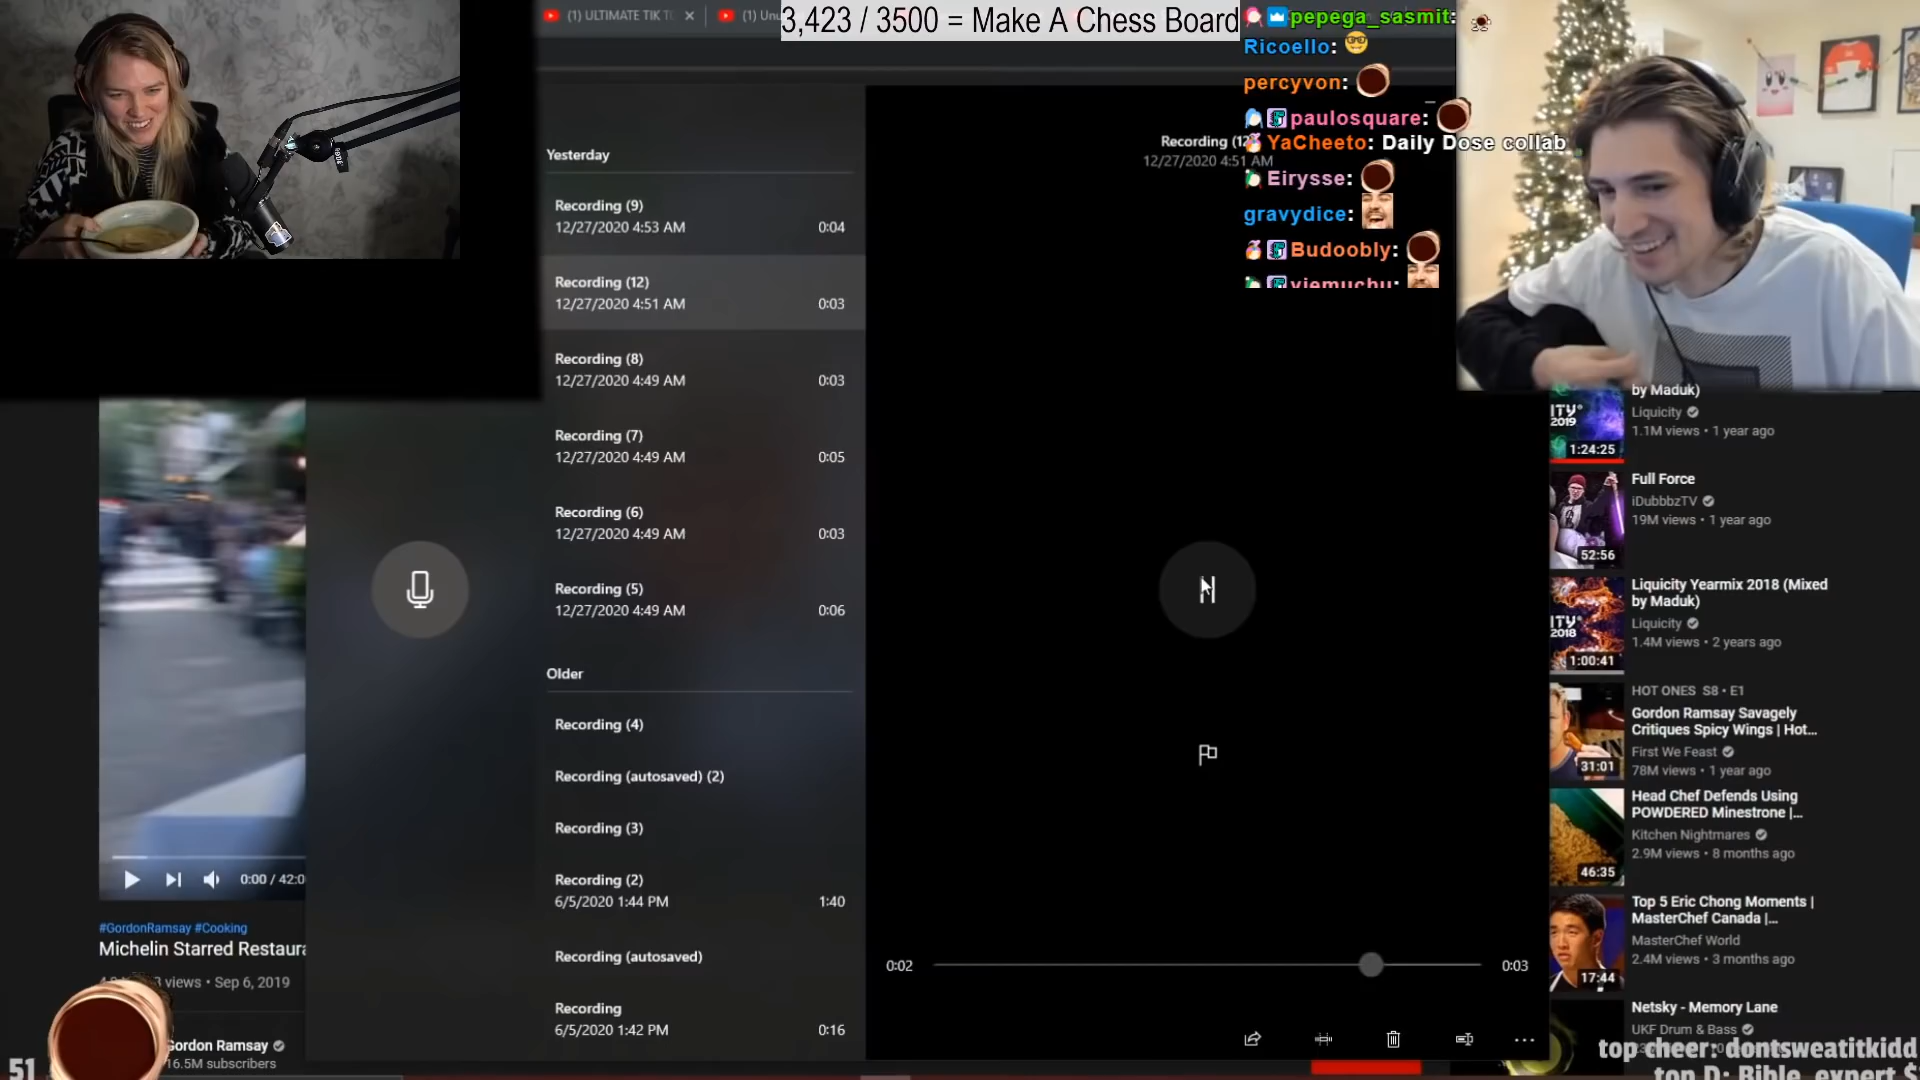 (1) ULTIMATE TIK T
(1) Unu
3,423 / 3500 = Make A Chess Board
pepega_sasmit:
Ricoello:
percyvon:
paulosquare:
YaCheeto: Daily Dose collab
Eirysse:
gravydice:
Budoobly:
viemuchu:
Yesterday
Recording (9)
12/27/2020 4:53 AM 0:04
Recording (12)
12/27/2020 4:51 AM 0:03
Recording (8)
12/27/2020 4:49 AM 0:03
Recording (7)
12/27/2020 4:49 AM 0:05
Recording (6)
12/27/2020 4:49 AM 0:03
Recording (5)
12/27/2020 4:49 AM 0:06
Older
Recording (4)
Recording (autosaved) (2)
Recording (3)
Recording (2)
6/5/2020 1:44 PM 1:40
Recording (autosaved)
Recording
6/5/2020 1:42 PM 0:16
Recording (12
12/27/2020 4:51 AM
0:02
0:03
0:00 / 42:0
#GordonRamsay #Cooking
Michelin Starred Restaura
views • Sep 6, 2019
Gordon Ramsay
16.5M subscribers
51
by Maduk)
Liquicity
1.1M views • 1 year ago
ITY
2019
1:24:25
Full Force
iDubbbzTV
19M views • 1 year ago
52:56
Liquicity Yearmix 2018 (Mixed
by Maduk)
Liquicity
1.4M views • 2 years ago
ITY
2018
1:00:41
HOT ONES S8 • E1
Gordon Ramsay Savagely
Critiques Spicy Wings | Hot...
First We Feast
78M views • 1 year ago
31:01
Head Chef Defends Using
POWDERED Minestrone |...
Kitchen Nightmares
2.9M views • 8 months ago
46:35
Top 5 Eric Chong Moments |
MasterChef Canada |...
MasterChef World
2.4M views • 3 months ago
17:44
Netsky - Memory Lane
UKF Drum & Bass
top cheer: dontsweatitkidd
top D: Bible_expert $